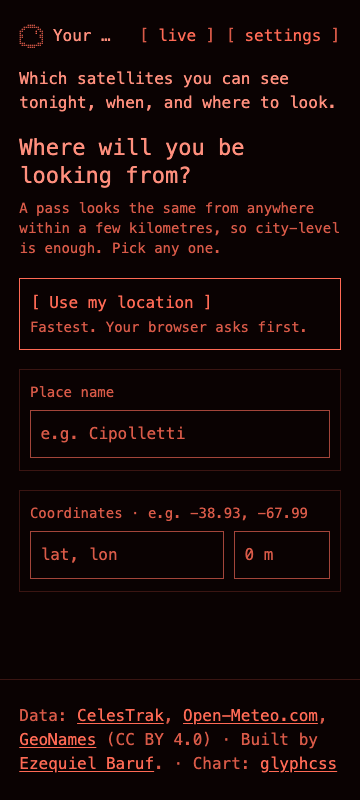 Your … [ live ] [ settings ]
Which satellites you can see
tonight, when, and where to look.
Where will you be
looking from?
A pass looks the same from anywhere
within a few kilometres, so city-level
is enough. Pick any one.
[ Use my location ]
Fastest. Your browser asks first.
Place name
e.g. Cipolletti
Coordinates · e.g. −38.93, −67.99
lat, lon 0 m
Data: CelesTrak, Open-Meteo.com,
GeoNames (CC BY 4.0) · Built by
Ezequiel Baruf. · Chart: glyphcss